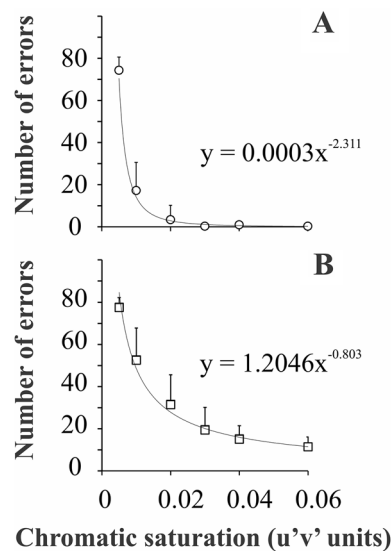 A
Number of errors
80
60
40
20
0
y = 0.0003x^-2.311
B
Number of errors
80
60
40
20
0
y = 1.2046x^-0.803
0 0.02 0.04 0.06
Chromatic saturation (u'v' units)